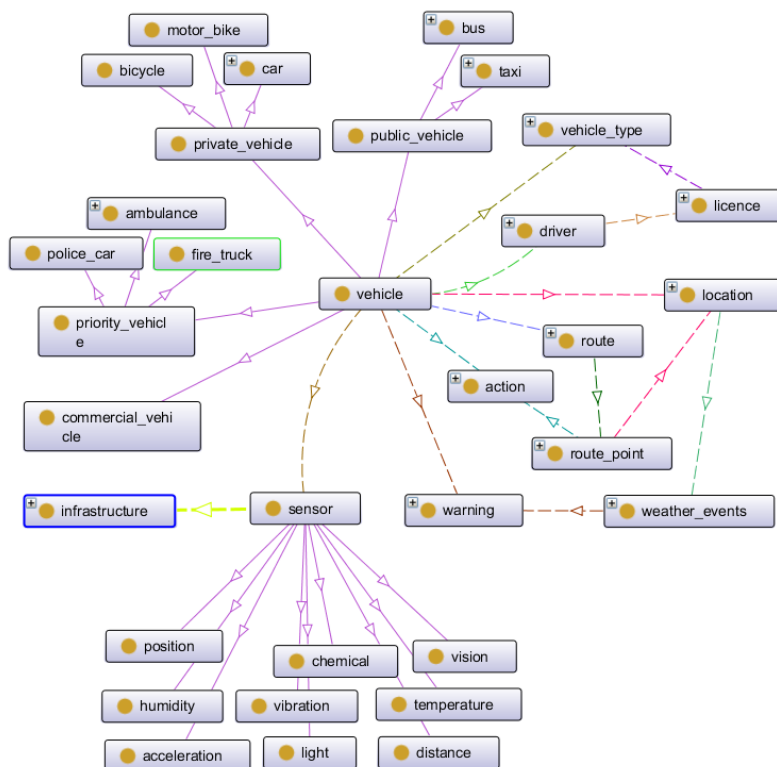 motor_bike
bus
bicycle
car
taxi
private_vehicle
public_vehicle
vehicle_type
ambulance
licence
police_car
fire_truck
driver
vehicle
location
priority_vehicl
e
route
action
commercial_vehi
cle
route_point
infrastructure
sensor
warning
weather_events
position
chemical
vision
humidity
vibration
temperature
acceleration
light
distance